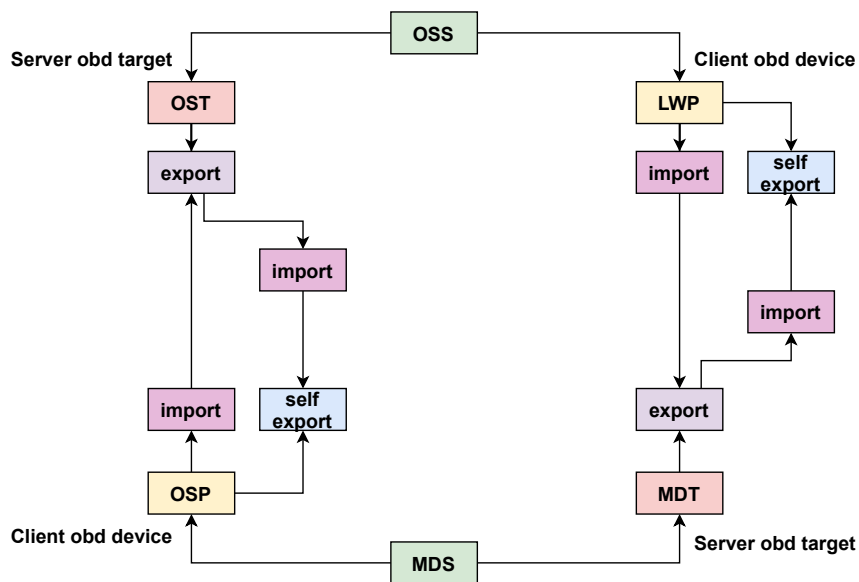 OSS
Server obd target
Client obd device
OST
LWP
export
import
self
export
import
import
import
self
export
export
OSP
MDT
Client obd device
MDS
Server obd target